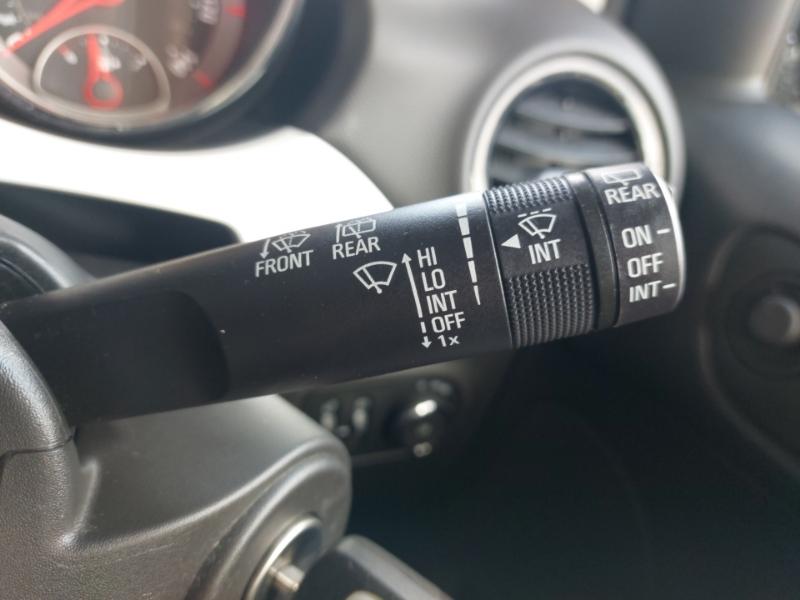 FRONT
REAR
HI
LO
INT
OFF
1x
INT
REAR
ON
OFF
INT